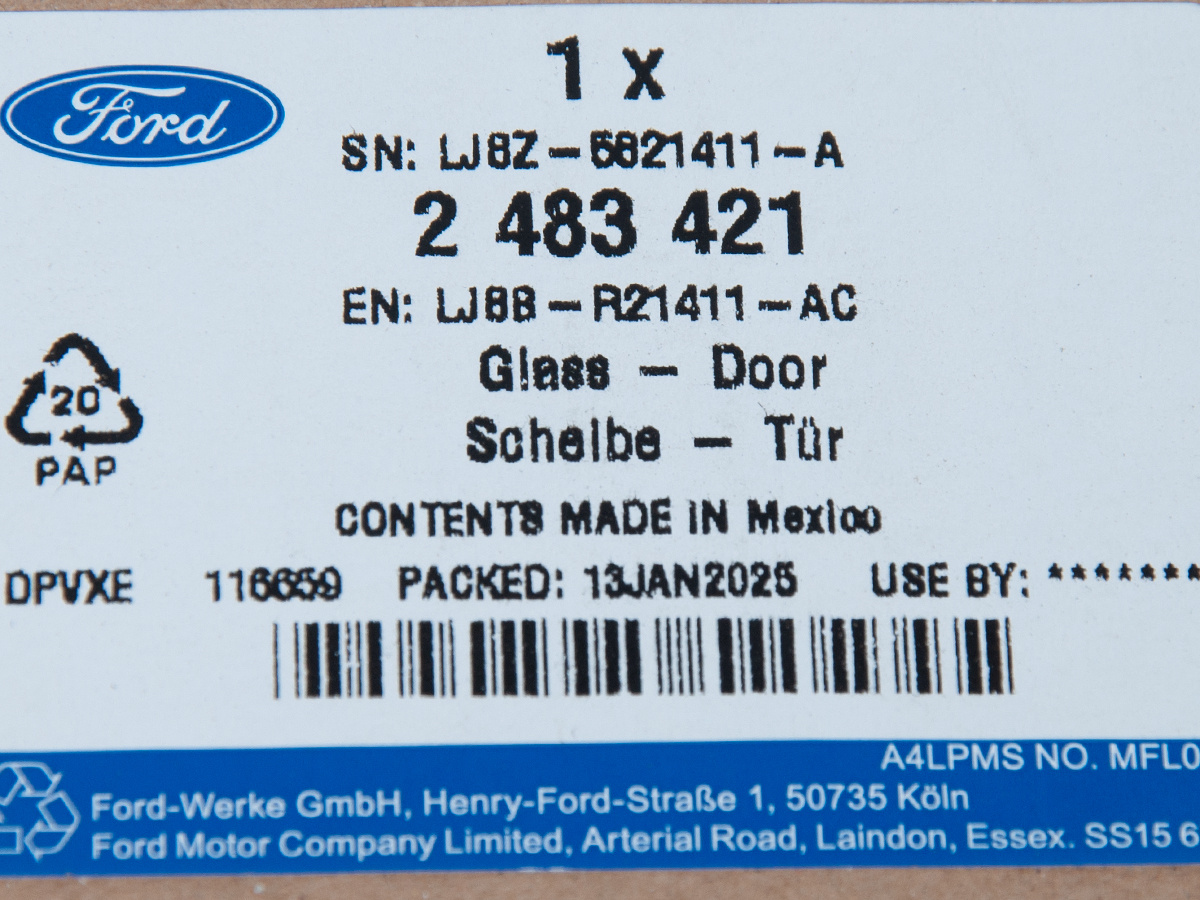 Ford
1 x
SN: LJ8Z-5821411-A
2 483 421
EN: LJ8B-R21411-AC
Glass - Door
Scheibe - Tür
20
PAP
CONTENTS MADE IN Mexico
DPVXE 116659 PACKED: 13JAN2025 USE BY: *******
A4LPMS NO. MFL0
Ford-Werke GmbH, Henry-Ford-Straße 1, 50735 Köln
Ford Motor Company Limited, Arterial Road, Laindon, Essex. SS15 6